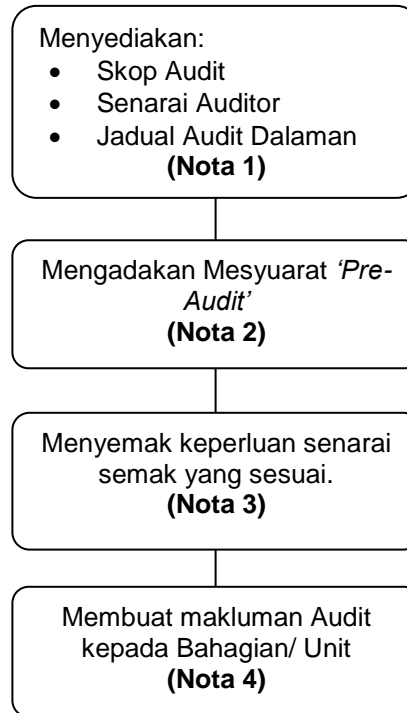 Menyediakan:
• Skop Audit
• Senarai Auditor
• Jadual Audit Dalaman
(Nota 1)
Mengadakan Mesyuarat ‘Pre-
Audit’
(Nota 2)
Menyemak keperluan senarai
semak yang sesuai.
(Nota 3)
Membuat makluman Audit
kepada Bahagian/ Unit
(Nota 4)